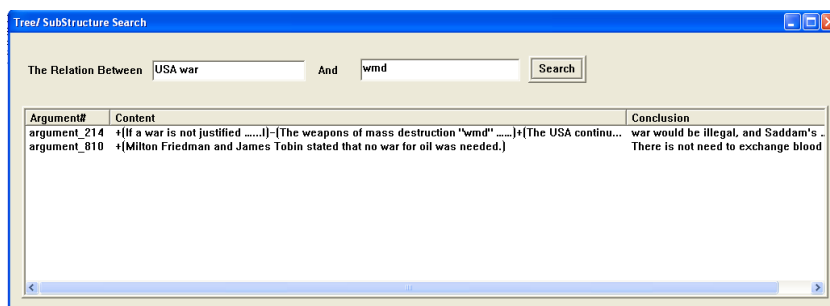 Tree/ SubStructure Search
The Relation Between USA war And wmd Search
Argument# Content Conclusion
argument_214 +(If a war is not justified ......I)-(The weapons of mass destruction "wmd" ......)+(The USA continu... war would be illegal, and Saddam's ..
argument_810 +(Milton Friedman and James Tobin stated that no war for oil was needed.) There is not need to exchange blood